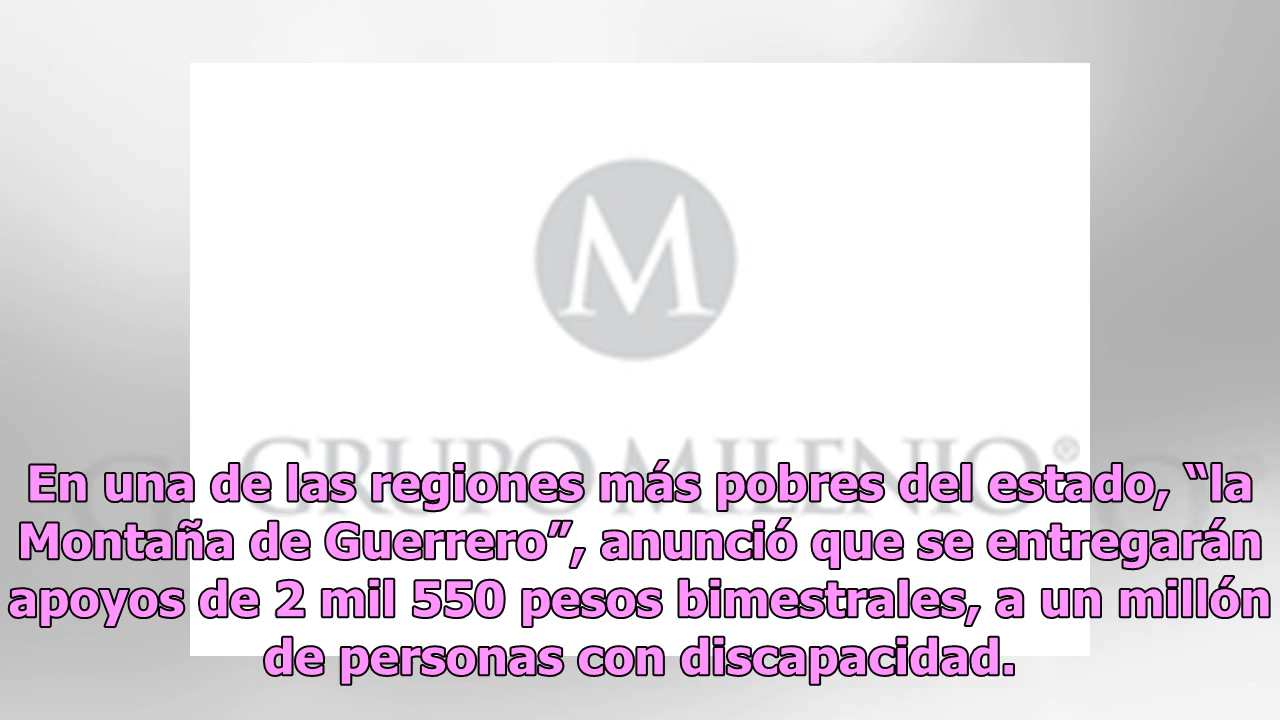 M
GRUPO MILENIO®
En una de las regiones más pobres del estado, “la
Montaña de Guerrero”, anunció que se entregarán
apoyos de 2 mil 550 pesos bimestrales, a un millón
de personas con discapacidad.